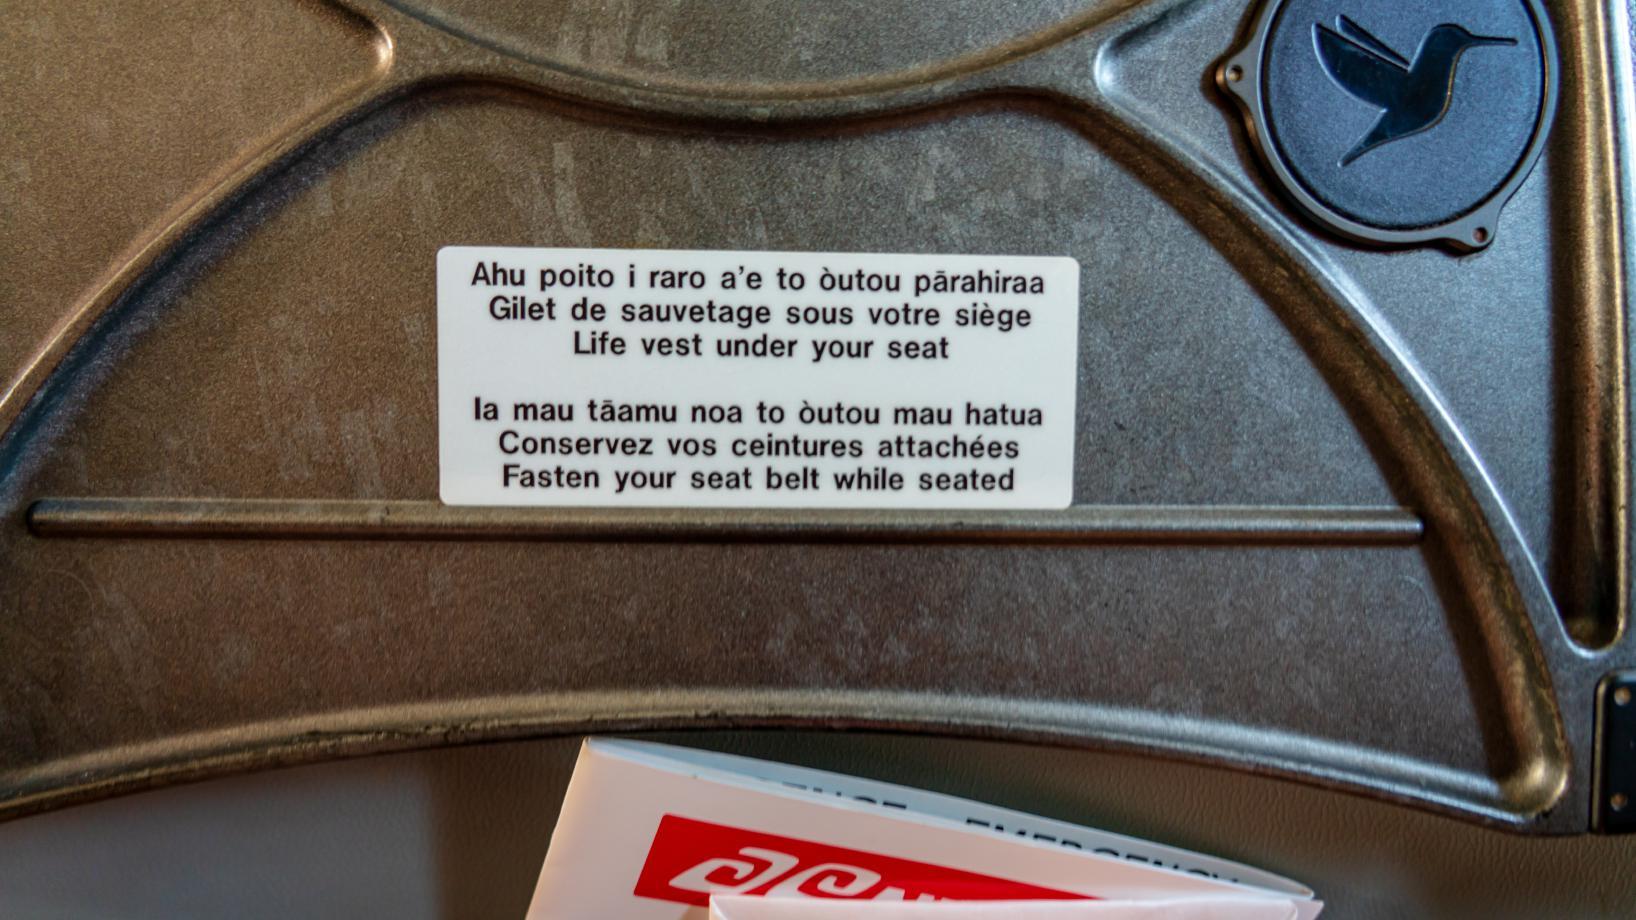 Ahu poito i raro a'e to òutou pārahiraa
Gilet de sauvetage sous votre siège
Life vest under your seat
Ia mau tāamu noa to òutou mau hatua
Conservez vos ceintures attachées
Fasten your seat belt while seated
EMERGENCY